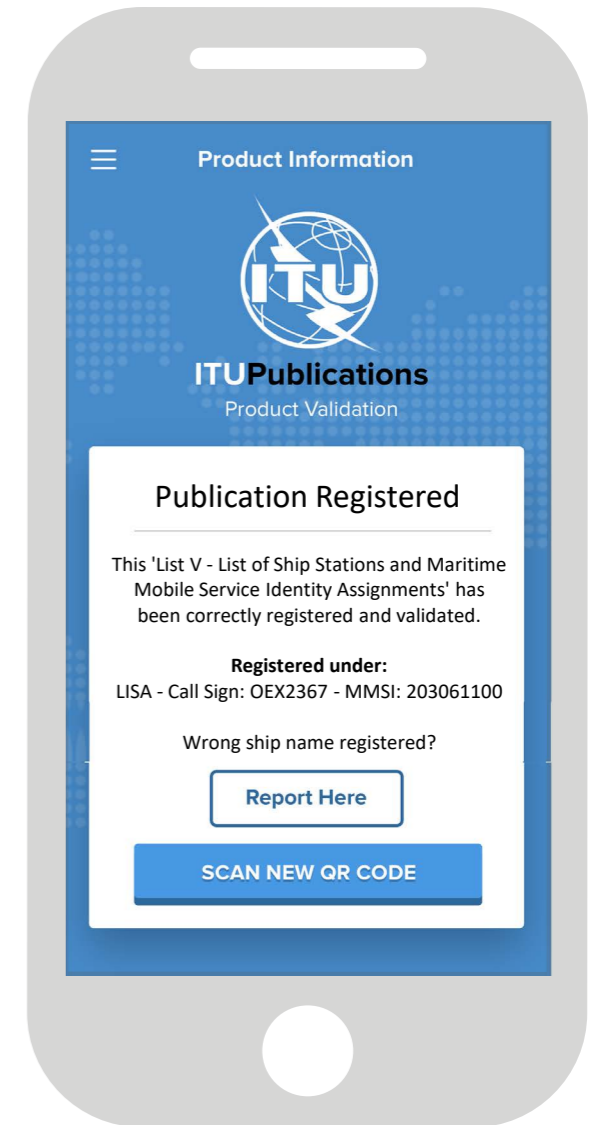 Product Information
ITU
ITUPublications
Product Validation
Publication Registered
This 'List V - List of Ship Stations and Maritime
Mobile Service Identity Assignments' has
been correctly registered and validated.
Registered under:
LISA - Call Sign: OEX2367 - MMSI: 203061100
Wrong ship name registered?
Report Here
SCAN NEW QR CODE